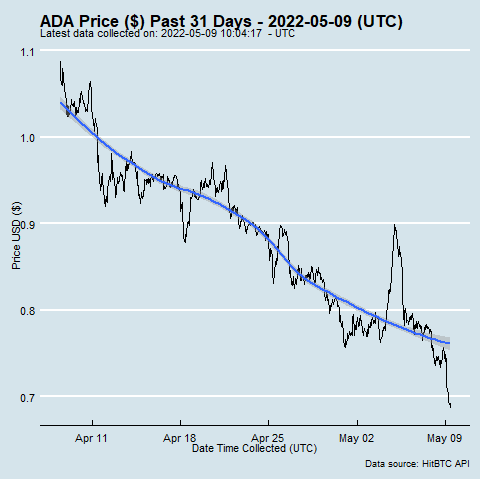 ADA Price ($) Past 31 Days - 2022-05-09 (UTC)
Latest data collected on: 2022-05-09 10:04:17 - UTC
1.1
1.0
0.9
0.8
0.7
Price USD ($)
Apr 11 Apr 18 Apr 25 May 02 May 09
Date Time Collected (UTC)
Data source: HitBTC API